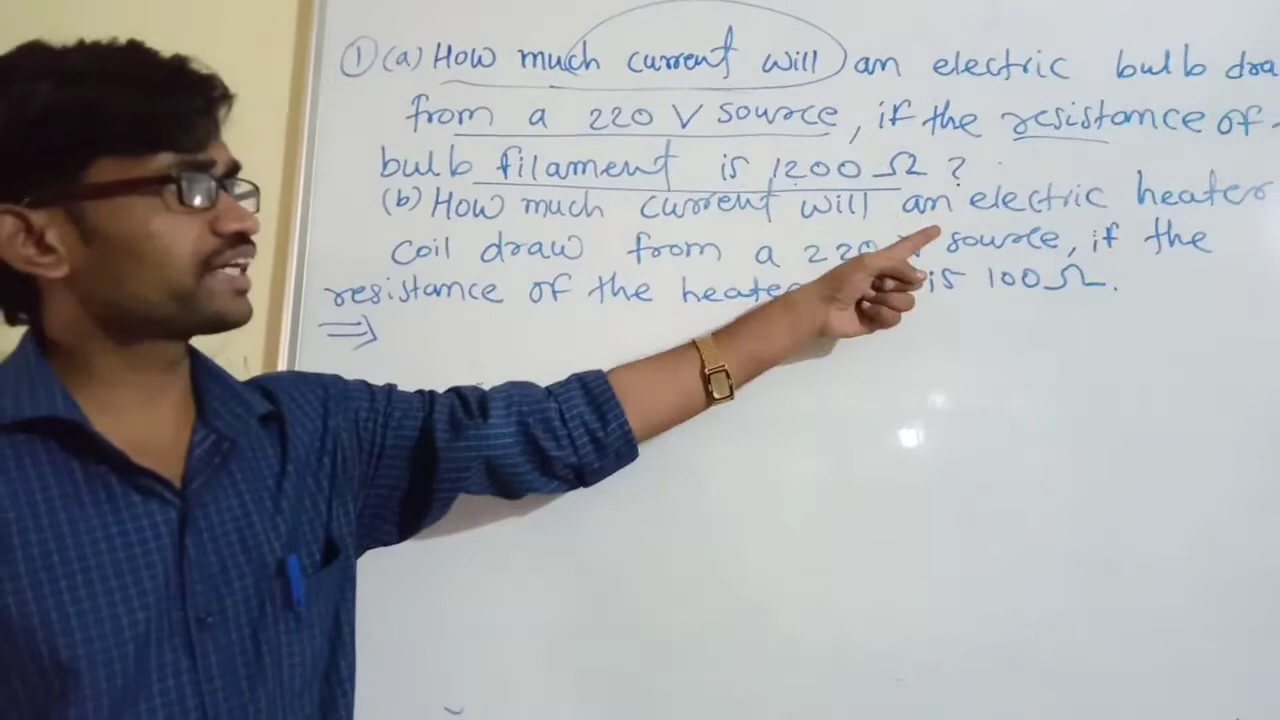 ① (a) How much current will an electric bulb dra
from a 220 V source, if the resistance of
bulb filament is 1200 Ω ?
(b) How much current will an electric heater
coil draw from a 220 source, if the
resistance of the is 100 Ω.
⇒